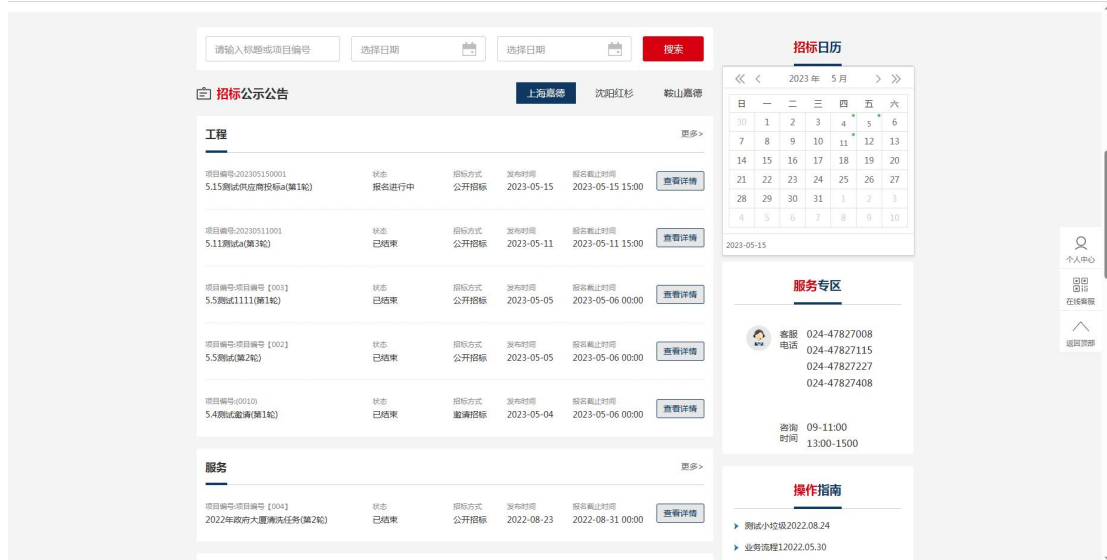 请输入标题或项目编号 选择日期 选择日期 搜索
招标公示公告 上海嘉德 沈阳红杉 鞍山嘉德
工程 更多>
项目编号:202305150001 状态 招标方式 发布时间 报名截止时间
5.15测试供应商投标a(第1轮) 报名进行中 公开招标 2023-05-15 2023-05-15 15:00 查看详情
项目编号:20230511001 状态 招标方式 发布时间 报名截止时间
5.11测试a(第3轮) 已结束 公开招标 2023-05-11 2023-05-11 15:00 查看详情
项目编号:项目编号【003】 状态 招标方式 发布时间 报名截止时间
5.5测试1111(第1轮) 已结束 公开招标 2023-05-05 2023-05-06 00:00 查看详情
项目编号:项目编号【002】 状态 招标方式 发布时间 报名截止时间
5.5测试(第2轮) 已结束 公开招标 2023-05-05 2023-05-06 00:00 查看详情
项目编号:(0010) 状态 招标方式 发布时间 报名截止时间
5.4测试邀请(第1轮) 已结束 邀请招标 2023-05-04 2023-05-06 00:00 查看详情
服务 更多>
项目编号:项目编号【004】 状态 招标方式 发布时间 报名截止时间
2022年政府大厦清洗任务(第2轮) 已结束 公开招标 2022-08-23 2022-08-31 00:00 查看详情
招标日历
2023 年 5 月
日 一 二 三 四 五 六
30 1 2 3 4 5 6
7 8 9 10 11 12 13
14 15 16 17 18 19 20
21 22 23 24 25 26 27
28 29 30 31 1 2 3
4 5 6 7 8 9 10
2023-05-15
服务专区
客服 024-47827008
电话 024-47827115
024-47827227
024-47827408
咨询 09-11:00
时间 13:00-1500
操作指南
测试小垃圾2022.08.24
业务流程12022.05.30
个人中心
在线客服
返回顶部